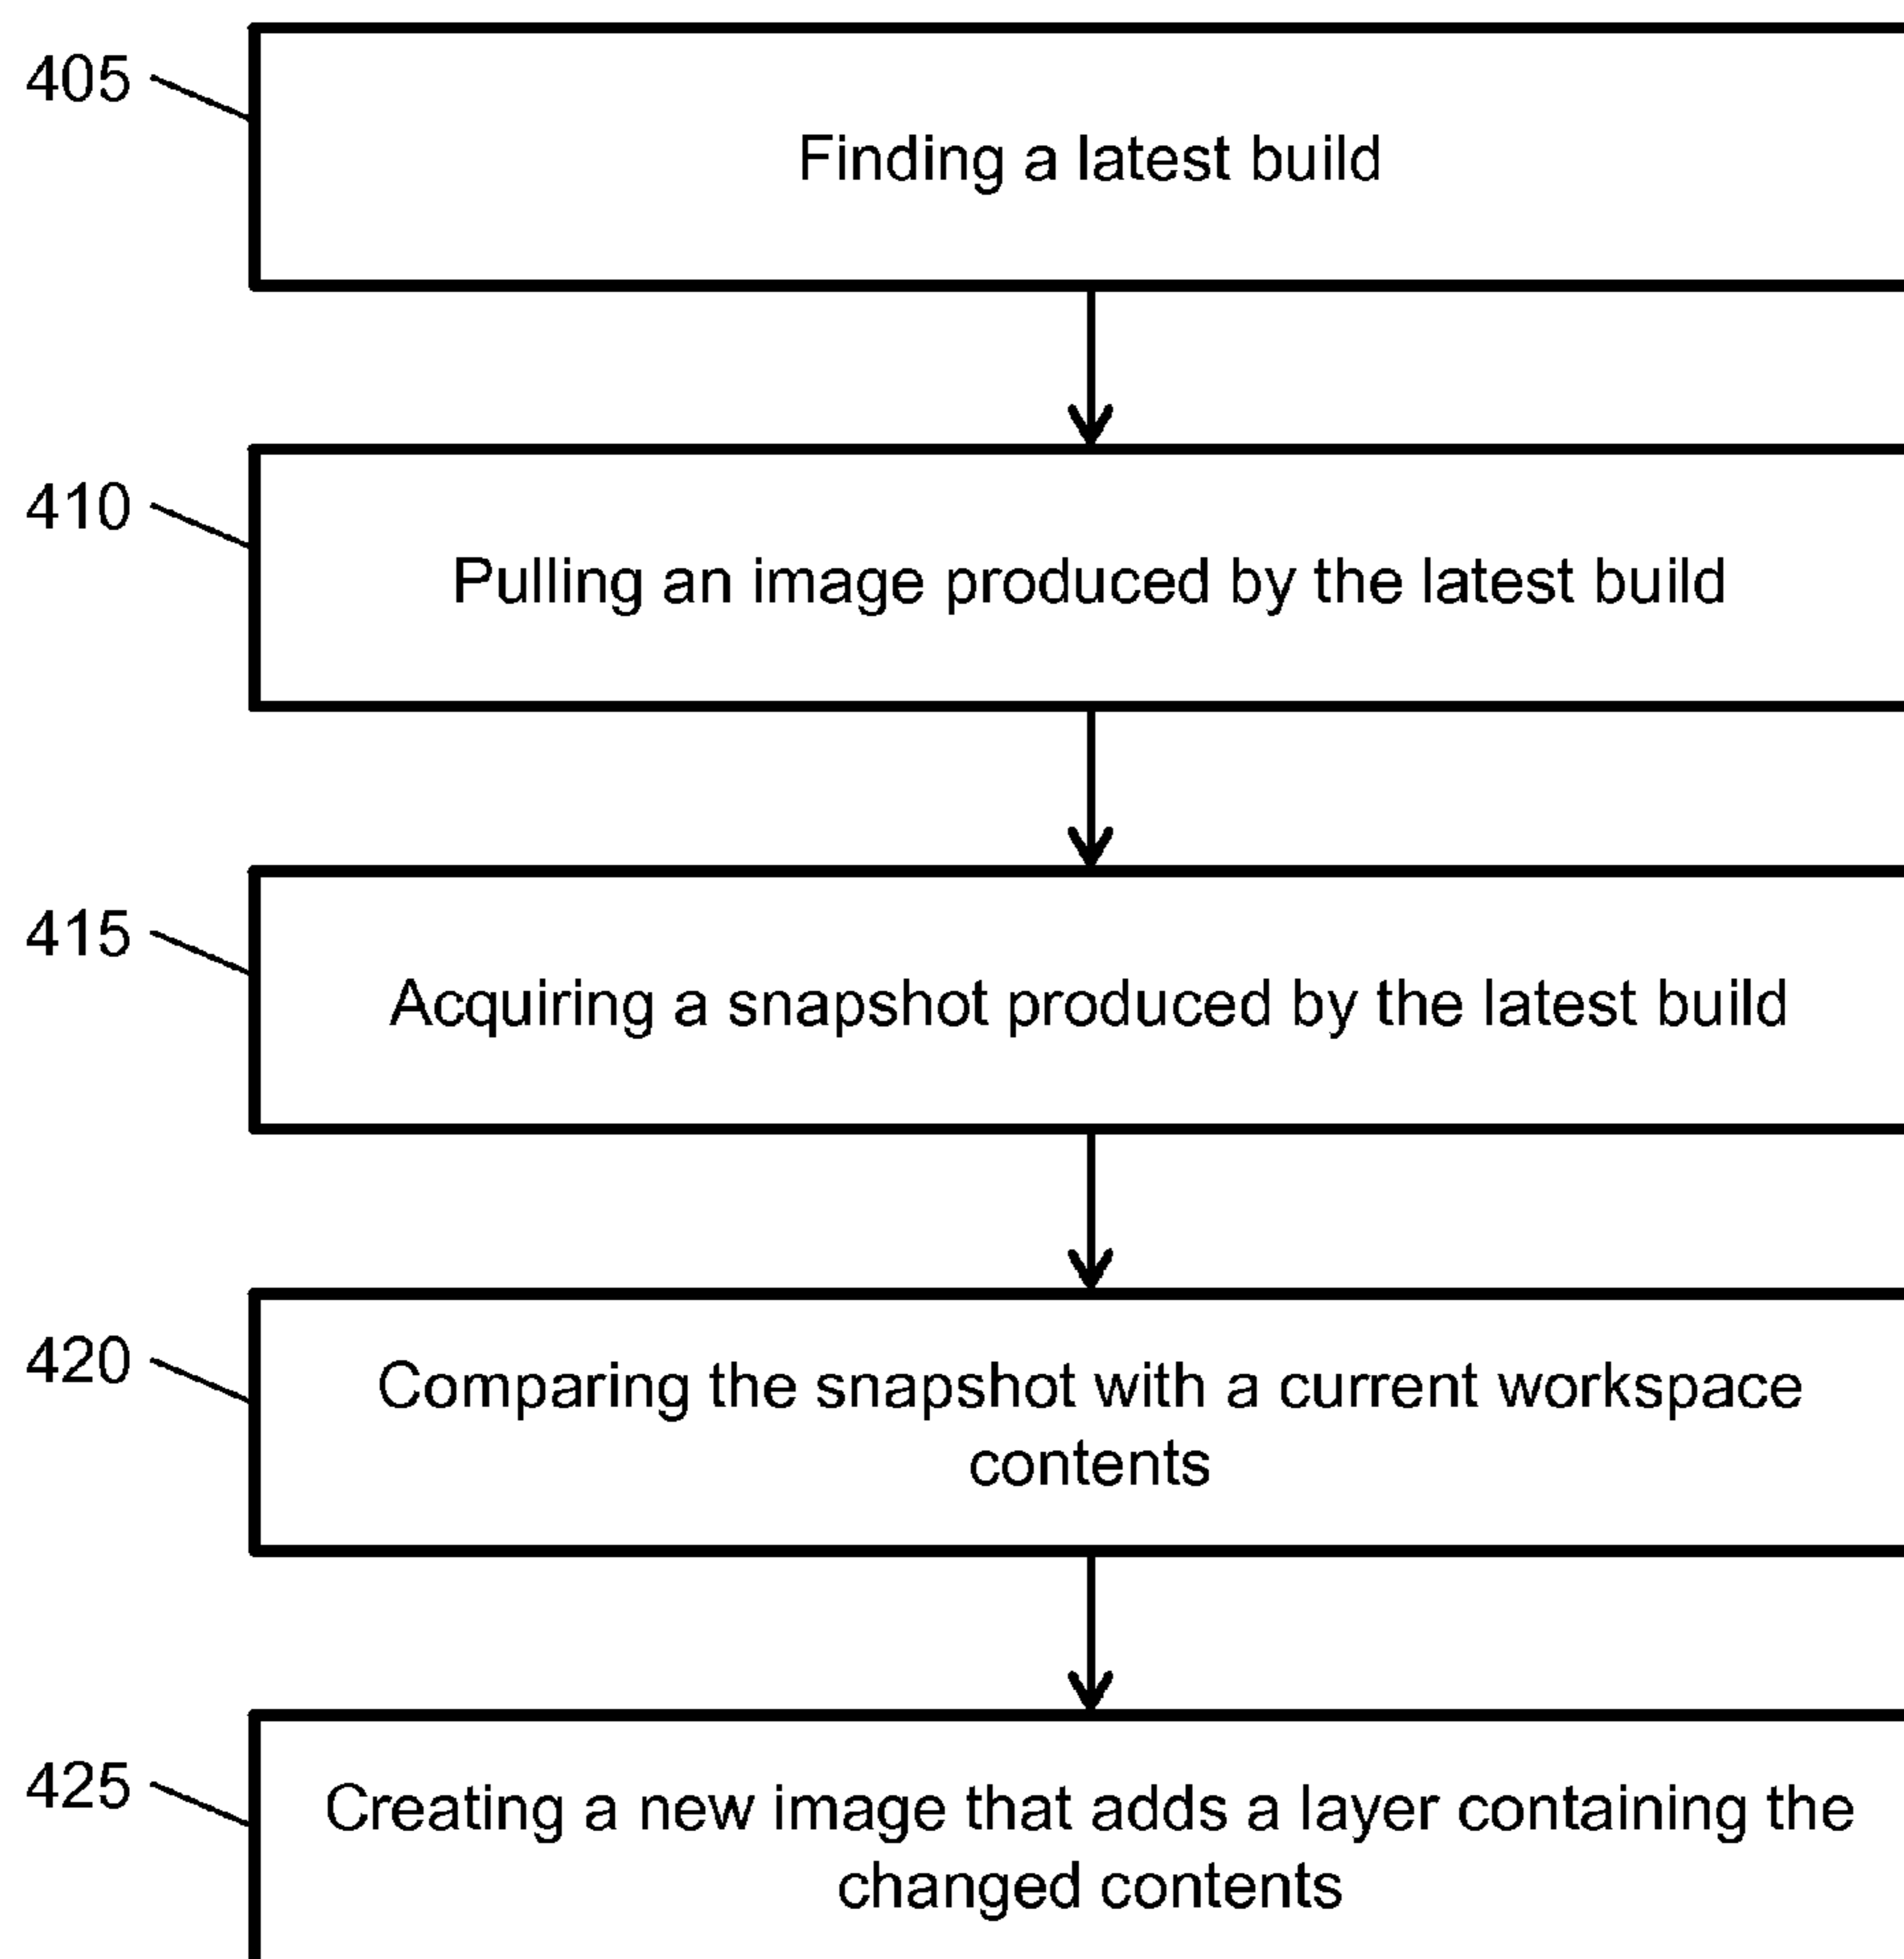 405
Finding a latest build
410
Pulling an image produced by the latest build
415
Acquiring a snapshot produced by the latest build
420
Comparing the snapshot with a current workspace
contents
425
Creating a new image that adds a layer containing the
changed contents